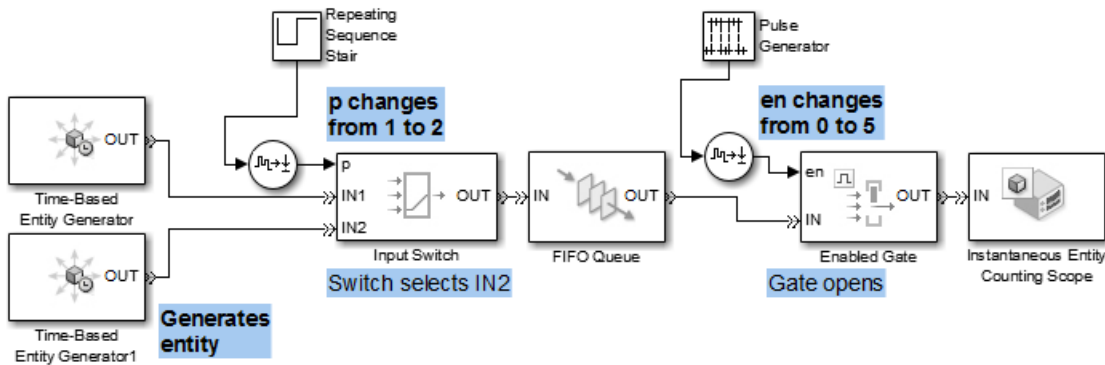 Repeating
Sequence
Stair
Pulse
Generator
p changes
from 1 to 2
en changes
from 0 to 5
OUT
Time-Based
Entity Generator
p
IN1
IN2
OUT
Input Switch
Switch selects IN2
IN
OUT
FIFO Queue
en
IN
OUT
Enabled Gate
Gate opens
IN
Instantaneous Entity
Counting Scope
OUT
Time-Based
Entity Generator1
Generates
entity